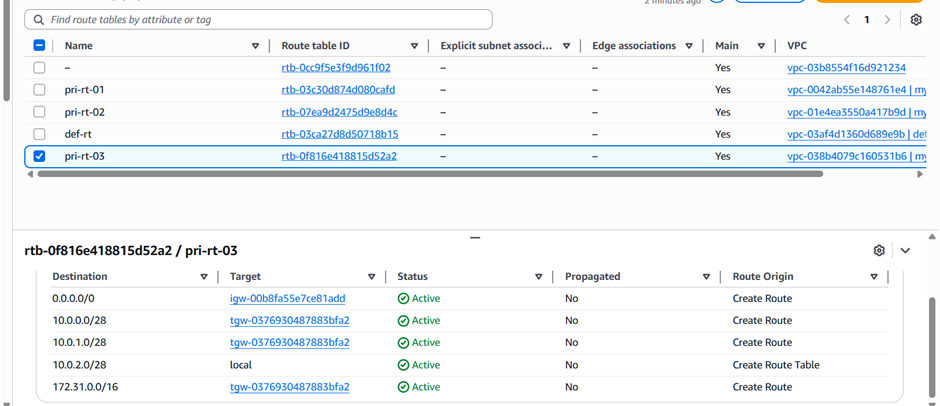 2 minutes ago
Find route tables by attribute or tag
1
Name Route table ID Explicit subnet associ... Edge associations Main VPC
– rtb-0cc9f5e3f9d961f02 – – Yes vpc-03b8554f16d921234
pri-rt-01 rtb-03c30d874d080cafd – – Yes vpc-0042ab55e148761e4 | my
pri-rt-02 rtb-07ea9d2475d9e8d4c – – Yes vpc-01e4ea3550a417b9d | my
def-rt rtb-03ca27d8d50718b15 – – Yes vpc-03af4d1360d689e9b | def
pri-rt-03 rtb-0f816e418815d52a2 – – Yes vpc-038b4079c160531b6 | my
rtb-0f816e418815d52a2 / pri-rt-03
Destination Target Status Propagated Route Origin
0.0.0.0/0 igw-00b8fa55e7ce81add Active No Create Route
10.0.0.0/28 tgw-0376930487883bfa2 Active No Create Route
10.0.1.0/28 tgw-0376930487883bfa2 Active No Create Route
10.0.2.0/28 local Active No Create Route Table
172.31.0.0/16 tgw-0376930487883bfa2 Active No Create Route